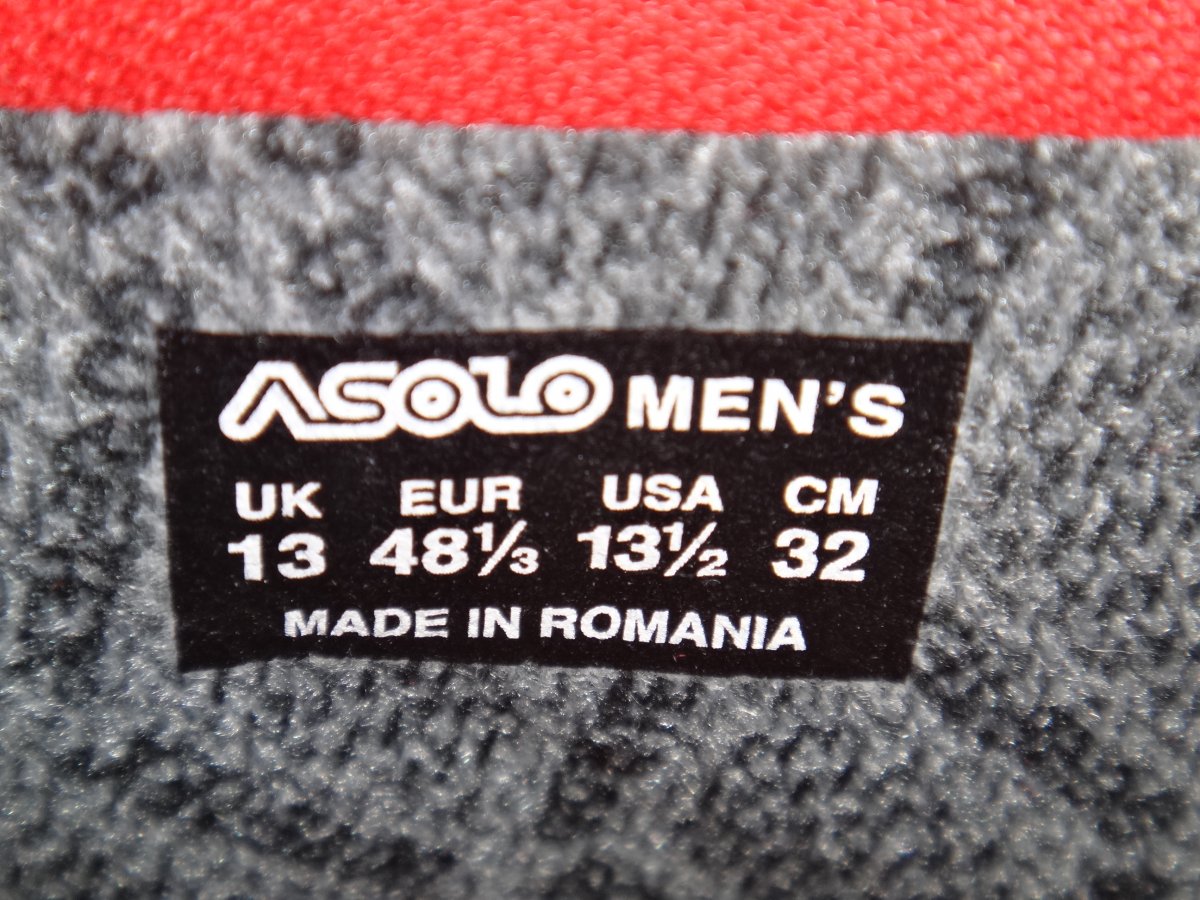 ASOLO MEN'S
UK EUR USA CM
13 48⅓ 13½ 32
MADE IN ROMANIA